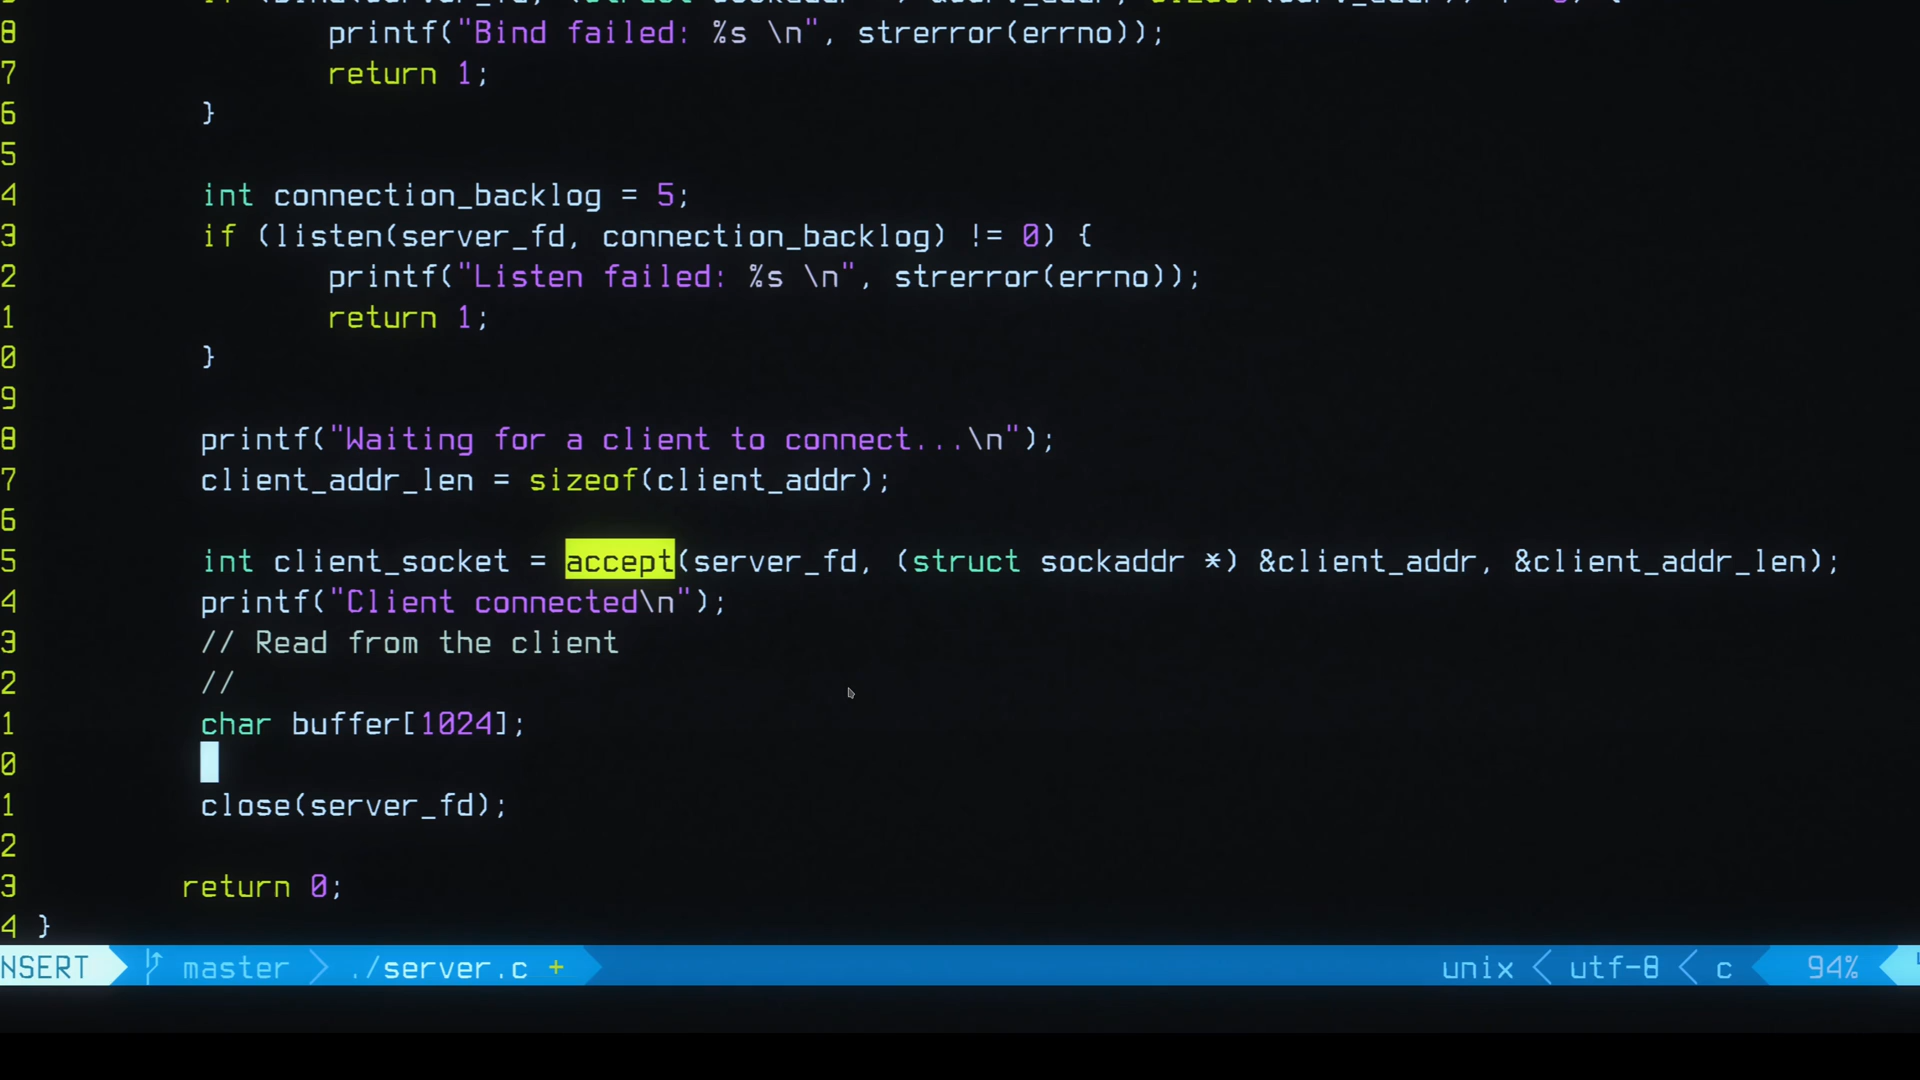 8 printf("Bind failed: %s \n", strerror(errno));
7 return 1;
6 }
5
4 int connection_backlog = 5;
3 if (listen(server_fd, connection_backlog) != 0) {
2 printf("Listen failed: %s \n", strerror(errno));
1 return 1;
0 }
9
8 printf("Waiting for a client to connect...\n");
7 client_addr_len = sizeof(client_addr);
6
5 int client_socket = accept(server_fd, (struct sockaddr *) &client_addr, &client_addr_len);
4 printf("Client connected\n");
3 // Read from the client
2 //
1 char buffer[1024];
0
1 close(server_fd);
2
3 return 0;
4 }
NSERT master ./server.c + unix utf-8 c 94%